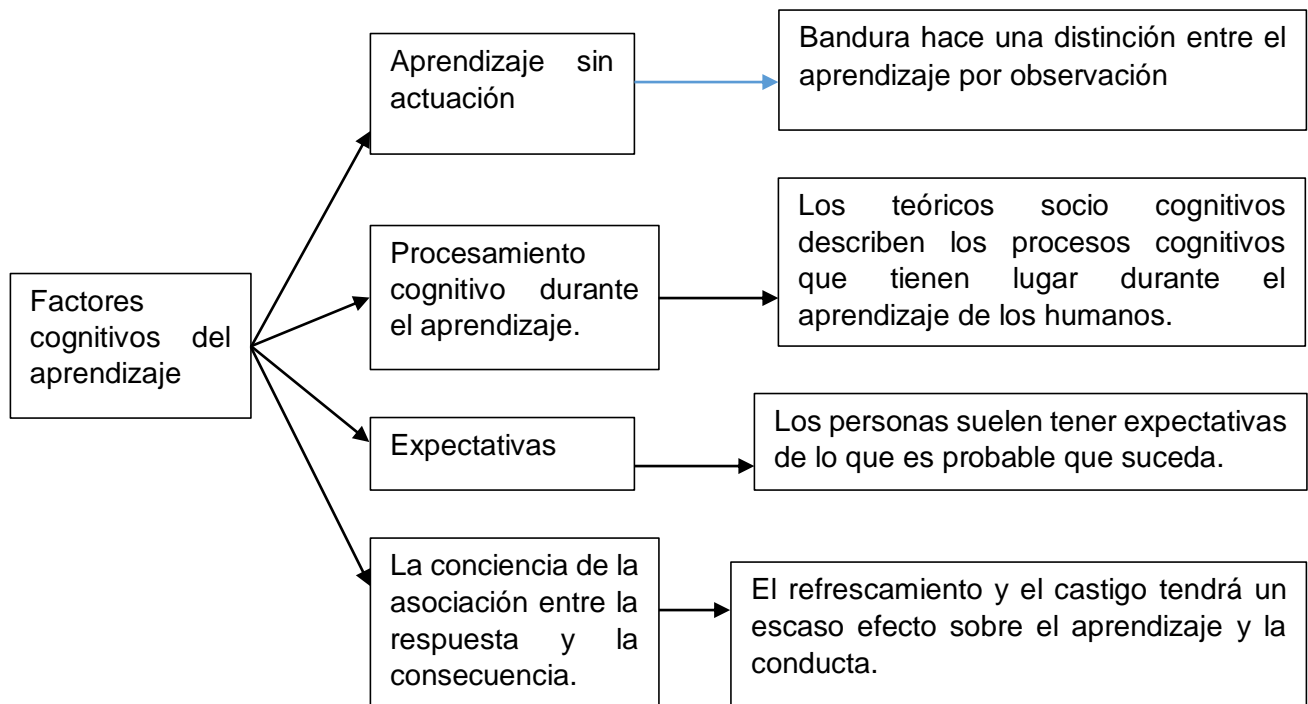 Factores
cognitivos del
aprendizaje
Aprendizaje sin
actuación
Bandura hace una distinción entre el
aprendizaje por observación
Procesamiento
cognitivo durante
el aprendizaje.
Los teóricos socio cognitivos
describen los procesos cognitivos
que tienen lugar durante el
aprendizaje de los humanos.
Expectativas
Los personas suelen tener expectativas
de lo que es probable que suceda.
La conciencia de la
asociación entre la
respuesta y la
consecuencia.
El refrescamiento y el castigo tendrá un
escaso efecto sobre el aprendizaje y la
conducta.